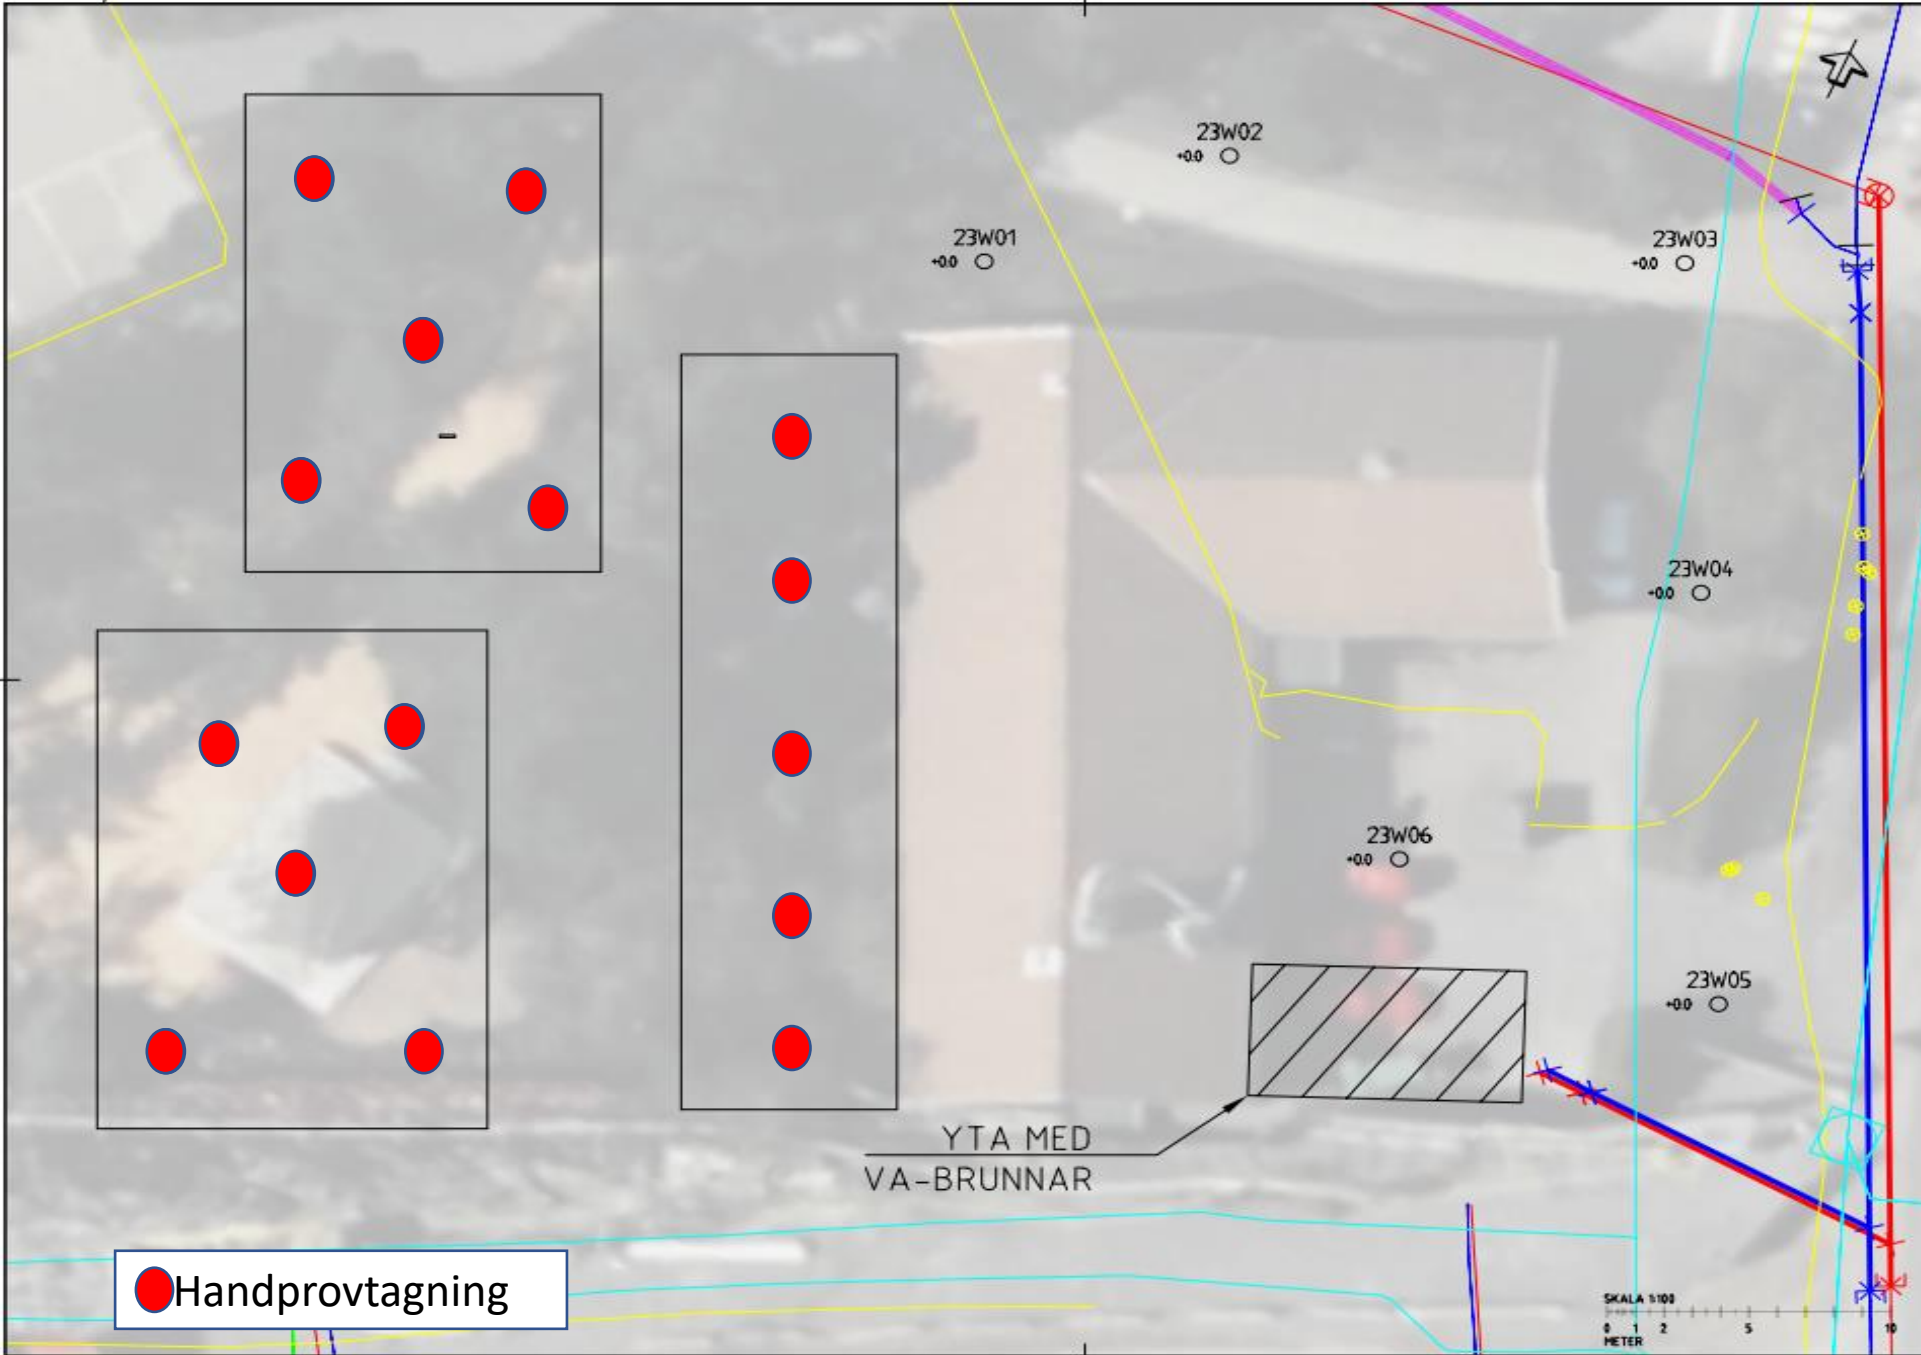 23W02
+0.0
23W01
+0.0
23W03
+0.0
23W04
+0.0
23W06
+0.0
23W05
+0.0
YTA MED
VA-BRUNNAR
Handprovtagning
SKALA 1:100
0 1 2 5 10
METER